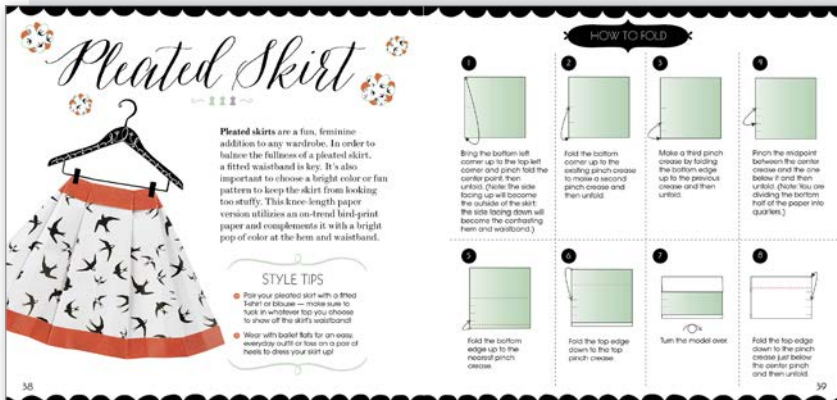 Pleated Skirt
Pleated skirts are a fun, feminine
addition to any wardrobe. In order to
balnce the fullness of a pleated skirt,
a fitted waistband is key. It's also
important to choose a bright color or fun
pattern to keep the skirt from looking
too stuffy. This knee-length paper
version utilizies an on-trend bird-print
paper and complements it with a bright
pop of color at the hem and waistband.
STYLE TIPS
Pair your pleated skirt with a fitted
T-shirt or blouse — make sure to
tuck in whatever top you choose
to show off the skirt's waistband!
Wear with ballet flats for an easy,
everyday outfit or toss on a pair of
heels to dress your skirt up!
38
HOW TO FOLD
1
Bring the bottom left
corner up to the top left
corner and pinch fold the
center point, then
unfold. (Note: The side
facing up will become
the outside of the skirt;
the side facing down will
become the contrasting
hem and waistband.)
2
Fold the bottom
corner up to the
existing pinch crease
to make a second
pinch crease and
then unfold.
3
Make a third pinch
crease by folding
the bottom edge
up to the previous
crease and then
unfold.
4
Pinch the midpoint
between the center
crease and the one
below it and then
unfold. (Note: You are
dividing the bottom
half of the paper into
quarters.)
5
Fold the bottom
edge up to the
nearest pinch
crease.
6
Fold the top edge
down to the top
pinch crease.
7
Turn the model over.
8
Fold the top edge
down to the pinch
crease just below
the center pinch
and then unfold.
39